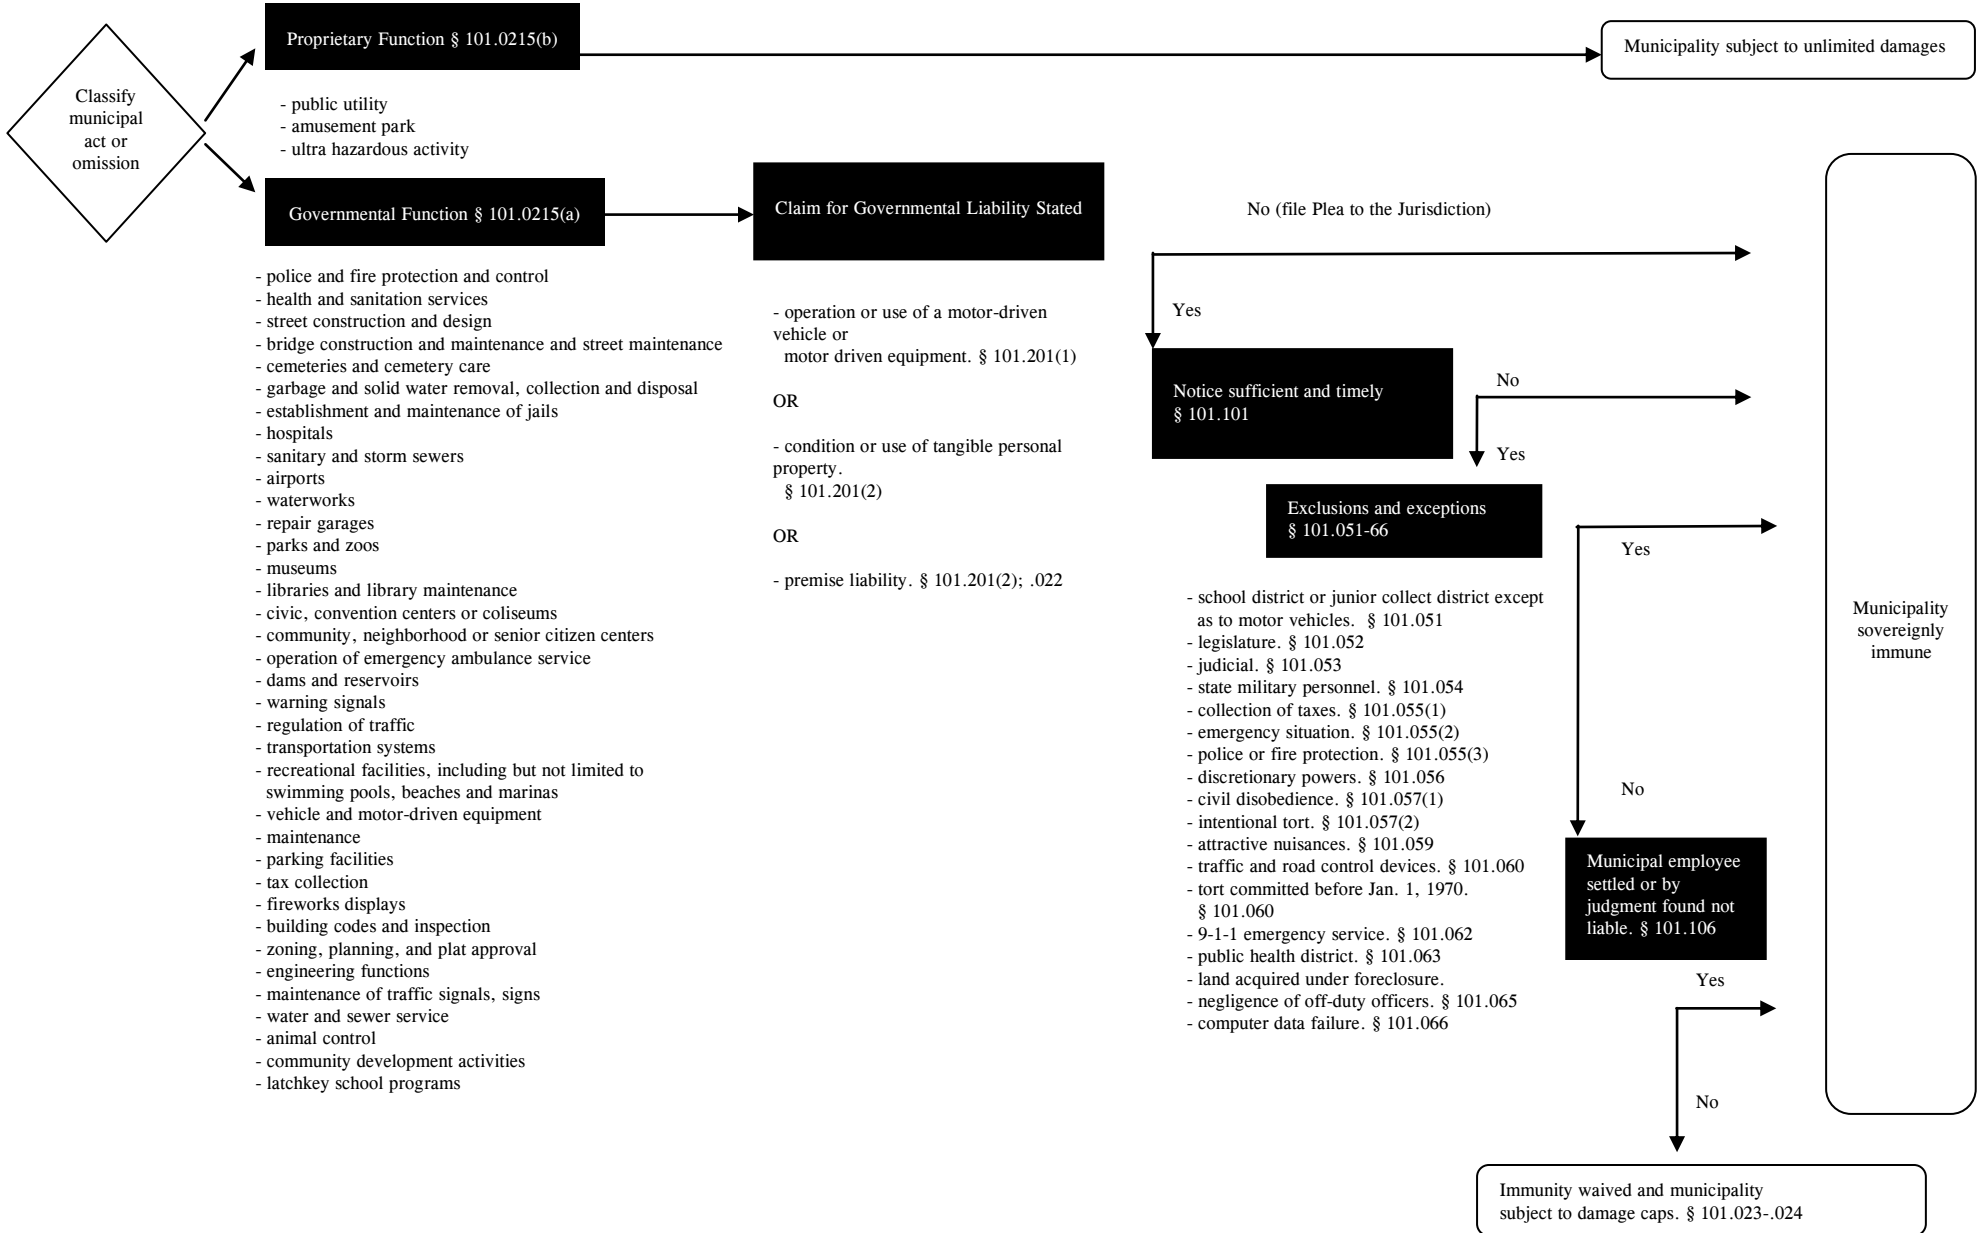 Proprietary Function § 101.0215(b)
Municipality subject to unlimited damages
Classify
municipal
act or
omission
- public utility
- amusement park
- ultra hazardous activity
Governmental Function § 101.0215(a)
Claim for Governmental Liability Stated
No (file Plea to the Jurisdiction)
- police and fire protection and control
- health and sanitation services
- street construction and design
- bridge construction and maintenance and street maintenance
- cemeteries and cemetery care
- garbage and solid water removal, collection and disposal
- establishment and maintenance of jails
- hospitals
- sanitary and storm sewers
- airports
- waterworks
- repair garages
- parks and zoos
- museums
- libraries and library maintenance
- civic, convention centers or coliseums
- community, neighborhood or senior citizen centers
- operation of emergency ambulance service
- dams and reservoirs
- warning signals
- regulation of traffic
- transportation systems
- recreational facilities, including but not limited to
swimming pools, beaches and marinas
- vehicle and motor-driven equipment
- maintenance
- parking facilities
- tax collection
- fireworks displays
- building codes and inspection
- zoning, planning, and plat approval
- engineering functions
- maintenance of traffic signals, signs
- water and sewer service
- animal control
- community development activities
- latchkey school programs
- operation or use of a motor-driven
vehicle or
motor driven equipment. § 101.201(1)
OR
- condition or use of tangible personal
property.
§ 101.201(2)
OR
- premise liability. § 101.201(2); .022
Yes
Notice sufficient and timely
§ 101.101
No
Yes
Exclusions and exceptions
§ 101.051-66
Yes
- school district or junior collect district except
as to motor vehicles. § 101.051
- legislature. § 101.052
- judicial. § 101.053
- state military personnel. § 101.054
- collection of taxes. § 101.055(1)
- emergency situation. § 101.055(2)
- police or fire protection. § 101.055(3)
- discretionary powers. § 101.056
- civil disobedience. § 101.057(1)
- intentional tort. § 101.057(2)
- attractive nuisances. § 101.059
- traffic and road control devices. § 101.060
- tort committed before Jan. 1, 1970.
§ 101.060
- 9-1-1 emergency service. § 101.062
- public health district. § 101.063
- land acquired under foreclosure.
- negligence of off-duty officers. § 101.065
- computer data failure. § 101.066
No
Municipal employee
settled or by
judgment found not
liable. § 101.106
Yes
No
Municipality
sovereignly
immune
Immunity waived and municipality
subject to damage caps. § 101.023-.024